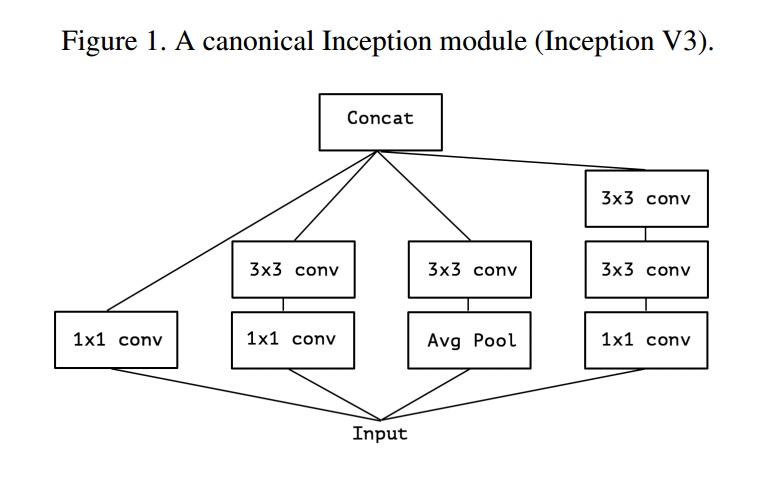 Figure 1. A canonical Inception module (Inception V3).
Concat
3x3 conv
3x3 conv
3x3 conv
3x3 conv
1x1 conv
1x1 conv
Avg Pool
1x1 conv
Input